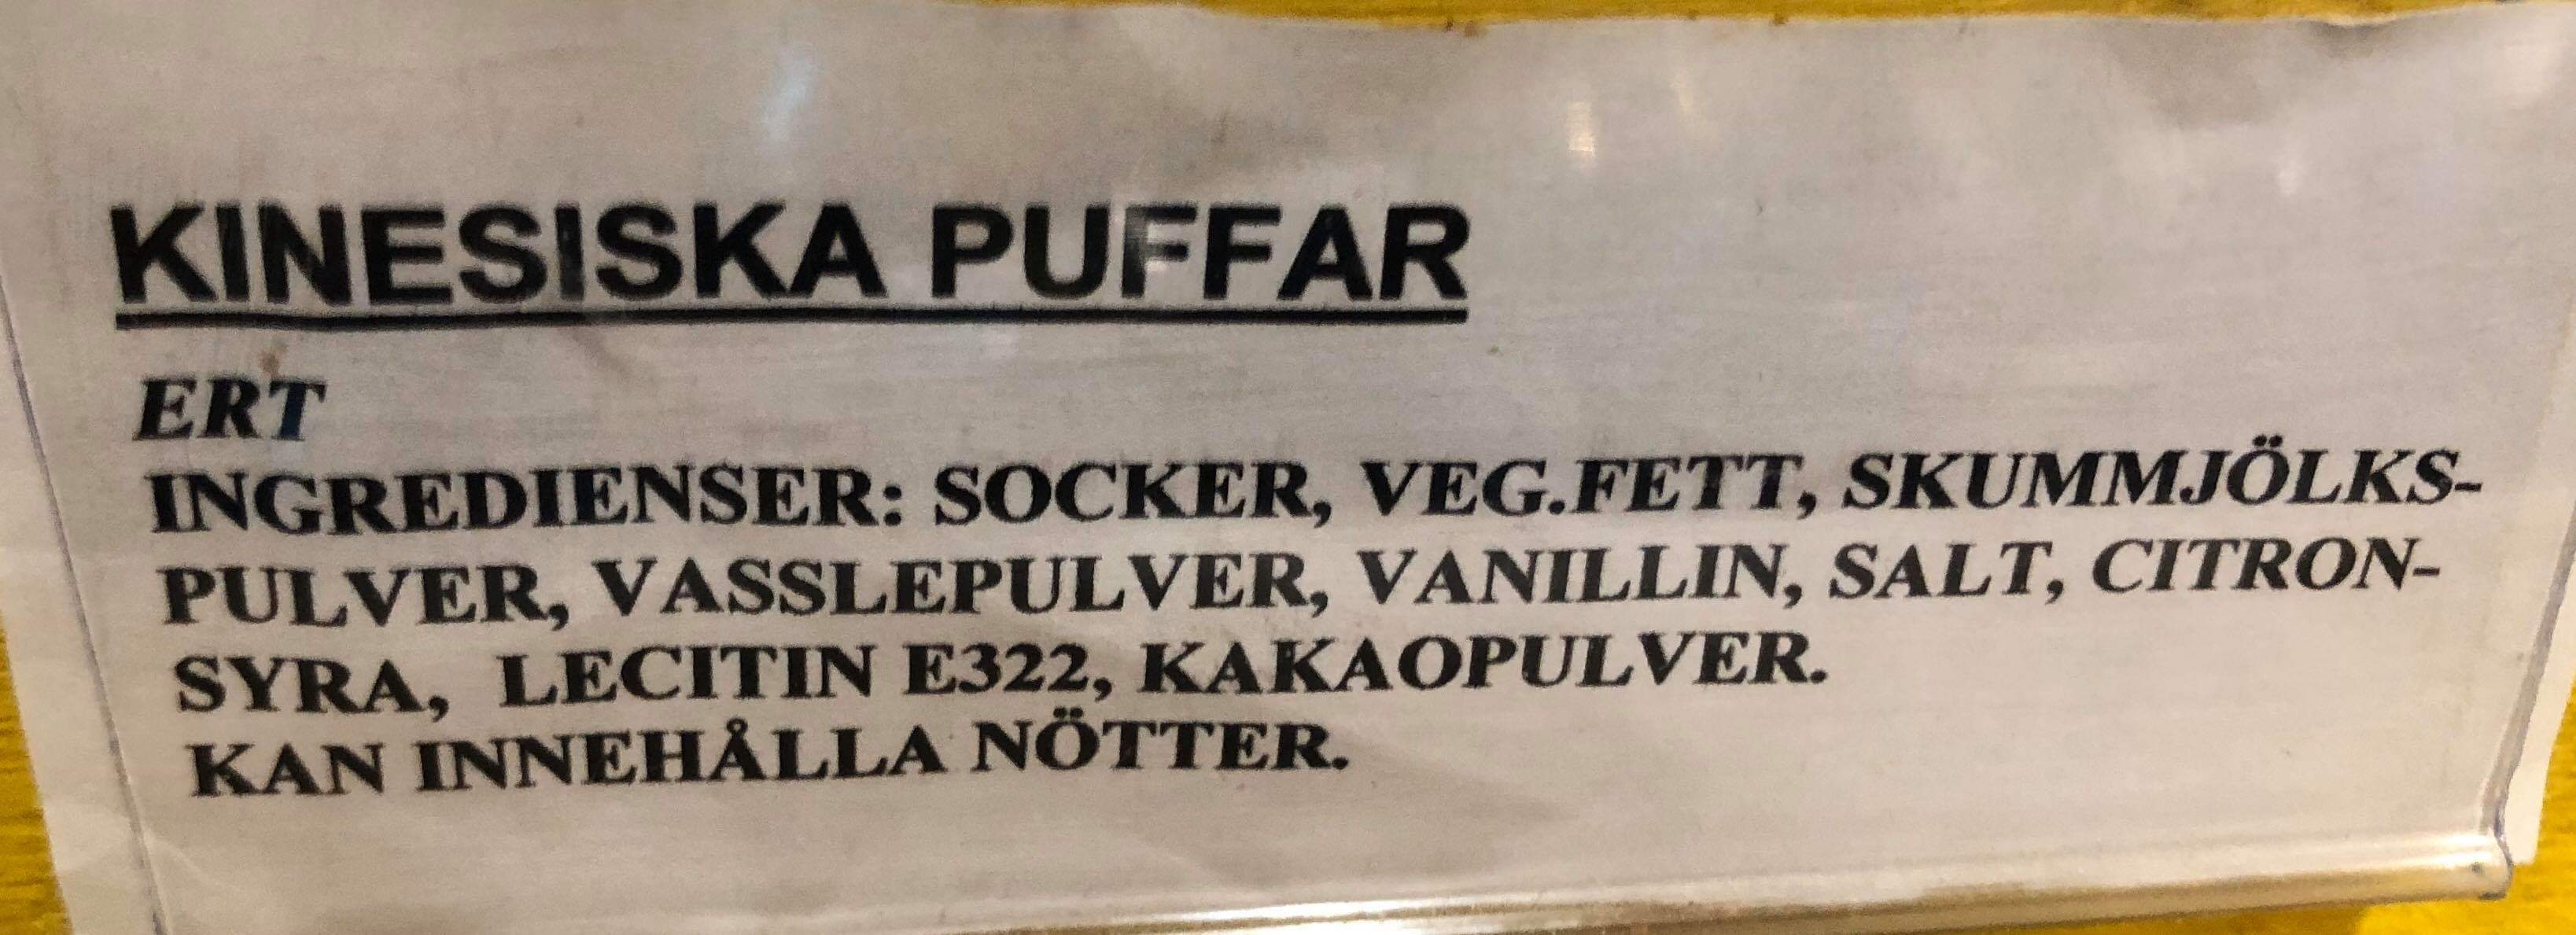 KINESISKA PUFFAR
ERT
INGREDIENSER: SOCKER, VEG.FETT, SKUMMJÖLKS-
PULVER, VASSLEPULVER, VANILLIN, SALT, CITRON-
SYRA, LECITIN E322, KAKAOPULVER.
KAN INNEHÅLLA NÖTTER.